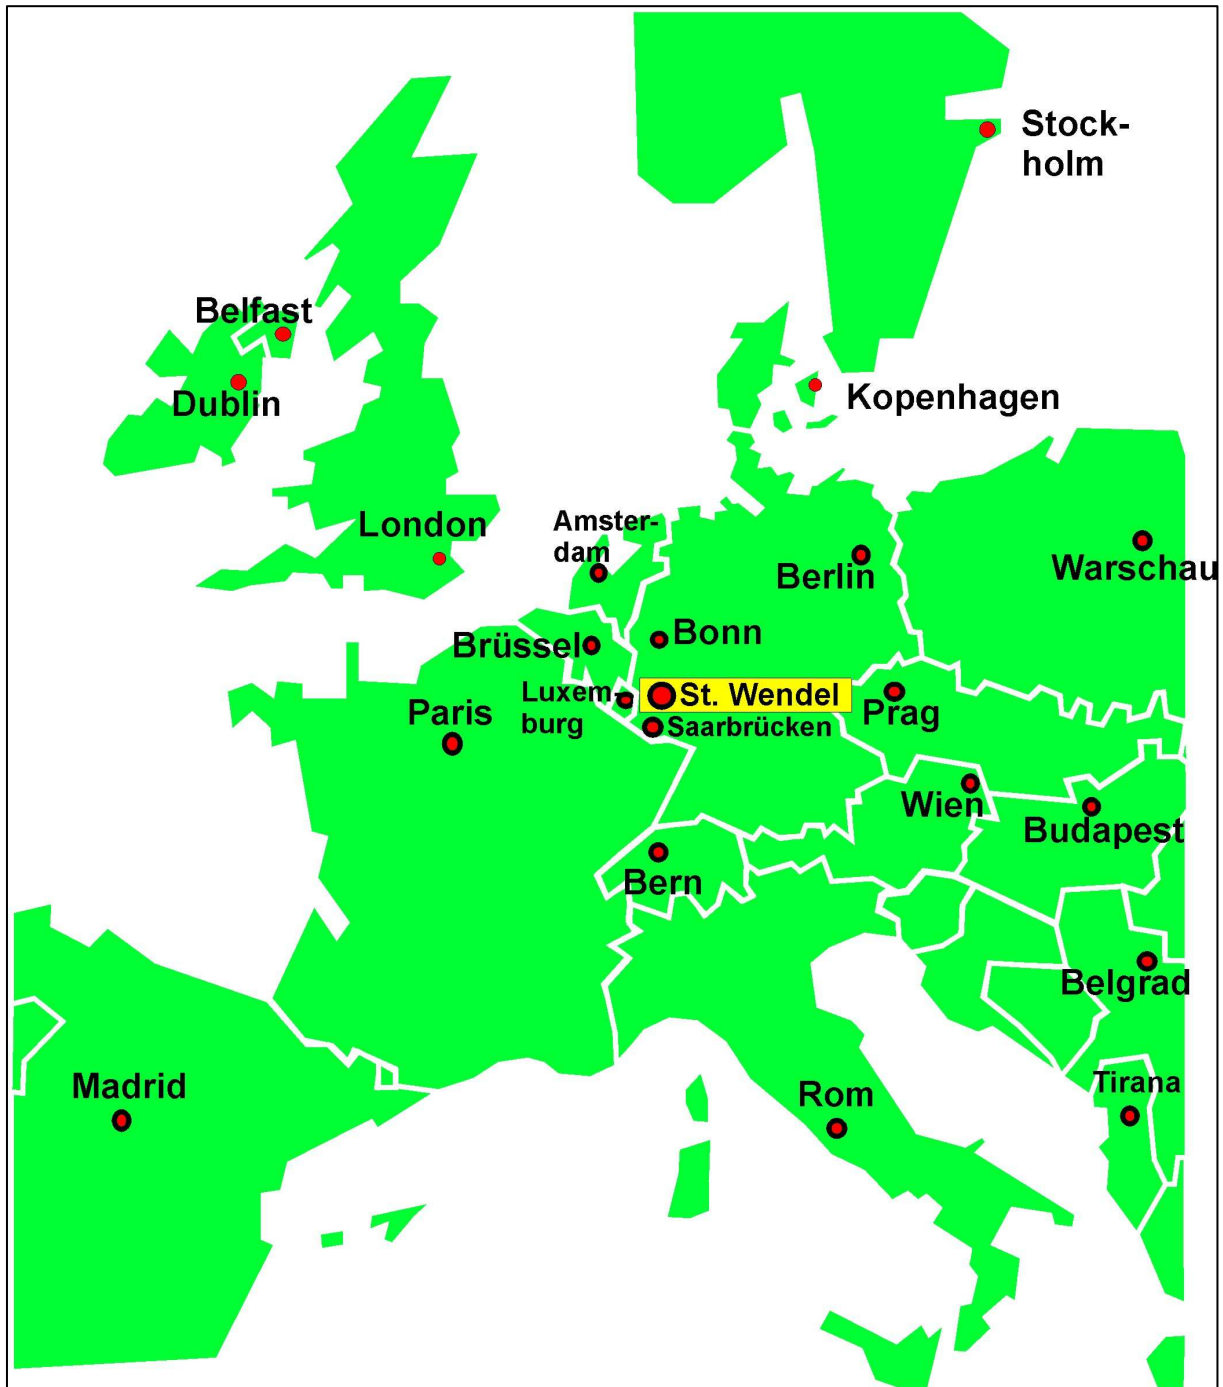 Stock-
holm
Belfast
Dublin
Kopenhagen
London
Amster-
dam
Berlin
Warschau
Bonn
Brüssel
Luxem-
burg
St. Wendel
Paris
Prag
Saarbrücken
Wien
Budapest
Bern
Belgrad
Madrid
Rom
Tirana